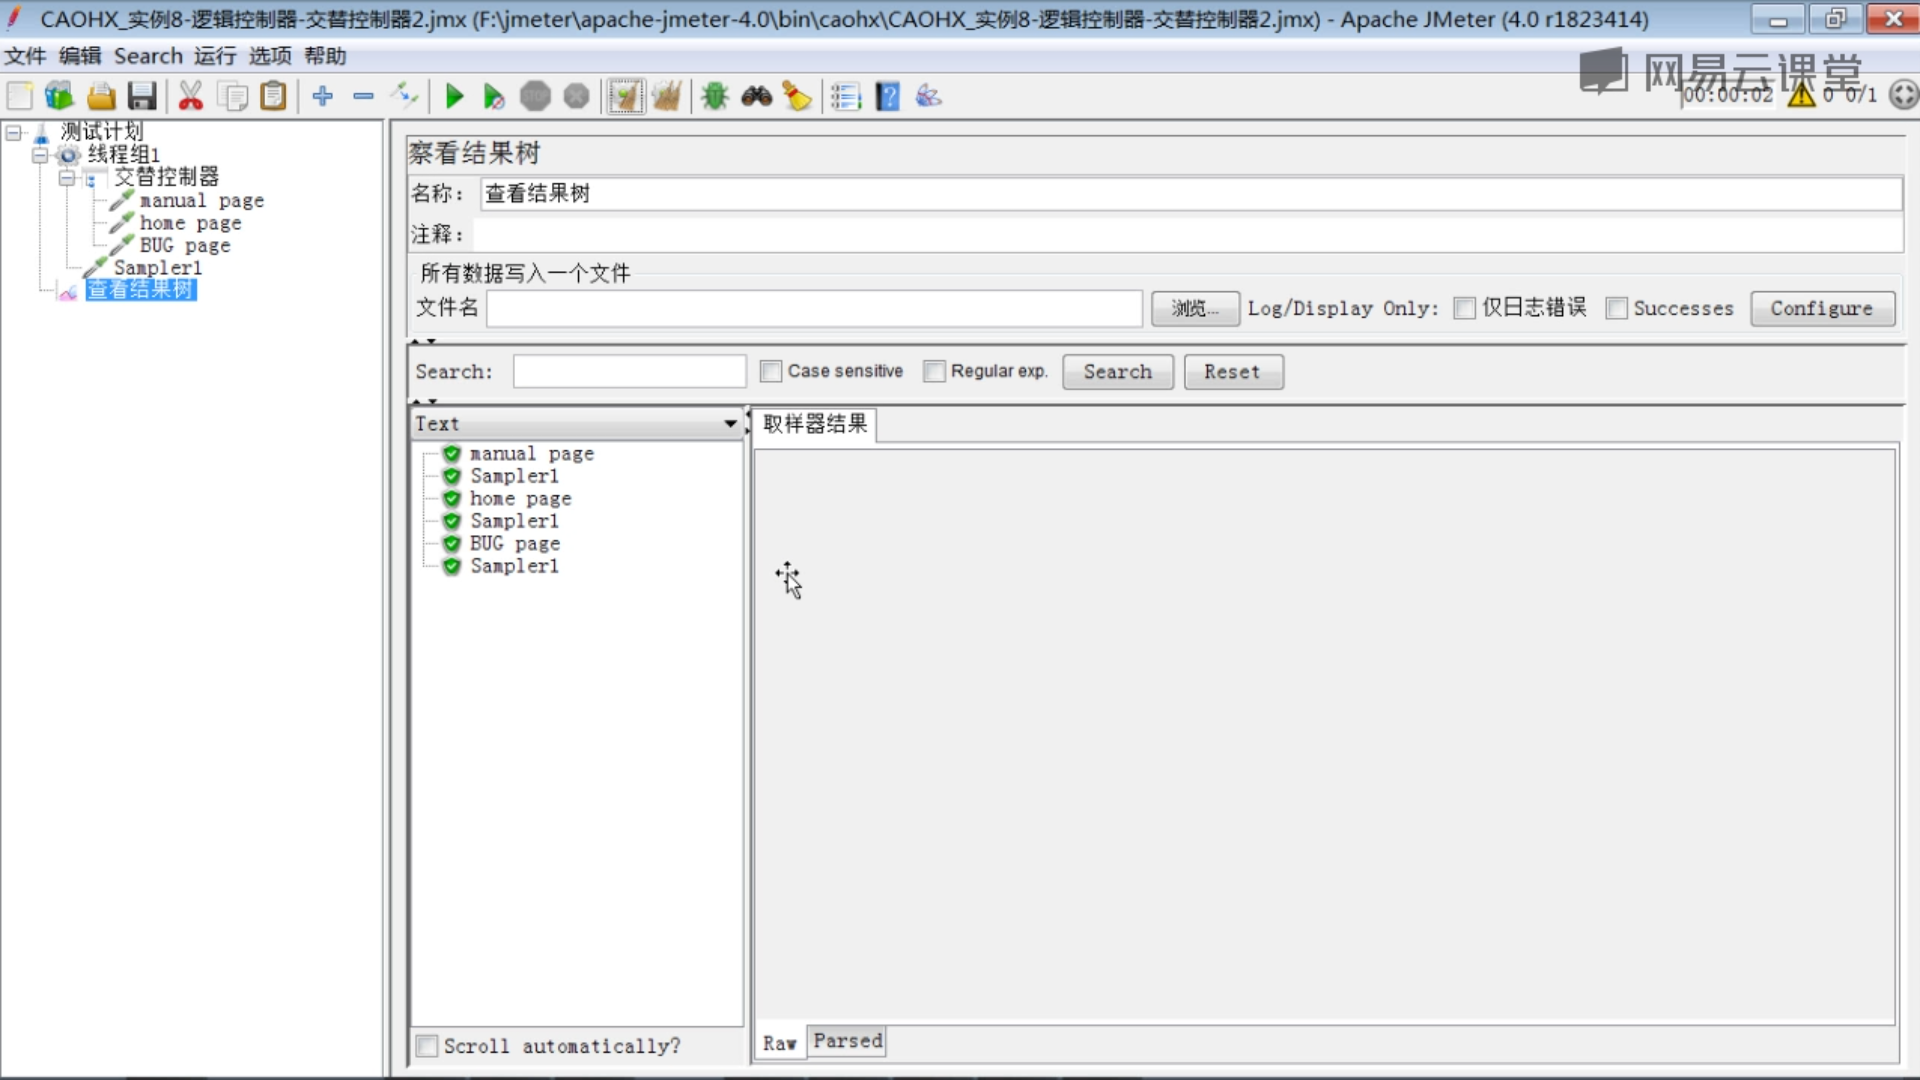 CAOHX_实例8-逻辑控制器-交替控制器2.jmx (F:\jmeter\apache-jmeter-4.0\bin\caohx\CAOHX_实例8-逻辑控制器-交替控制器2.jmx) - Apache JMeter (4.0 r1823414)
文件 编辑 Search 运行 选项 帮助
网易云课堂
00:00:02 0 0/1
测试计划
线程组1
交替控制器
manual page
home page
BUG page
Sampler1
查看结果树
察看结果树
名称： 查看结果树
注释：
所有数据写入一个文件
文件名 浏览... Log/Display Only: 仅日志错误 Successes Configure
Search: Case sensitive Regular exp. Search Reset
Text
manual page
Sampler1
home page
Sampler1
BUG page
Sampler1
Scroll automatically?
取样器结果
Raw Parsed